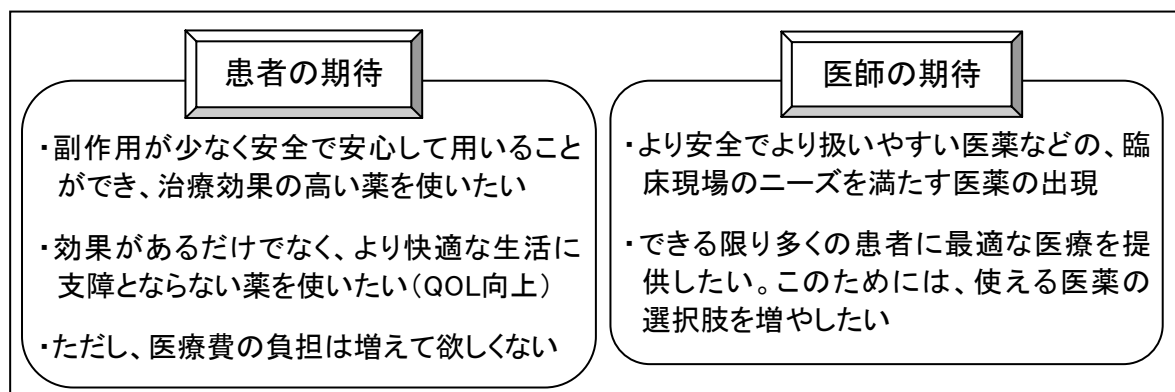 患者の期待
・副作用が少なく安全で安心して用いること
ができ、治療効果の高い薬を使いたい
・効果があるだけでなく、より快適な生活に
支障とならない薬を使いたい(QOL向上)
・ただし、医療費の負担は増えて欲しくない
医師の期待
・より安全でより扱いやすい医薬などの、臨
床現場のニーズを満たす医薬の出現
・できる限り多くの患者に最適な医療を提
供したい。このためには、使える医薬の
選択肢を増やしたい